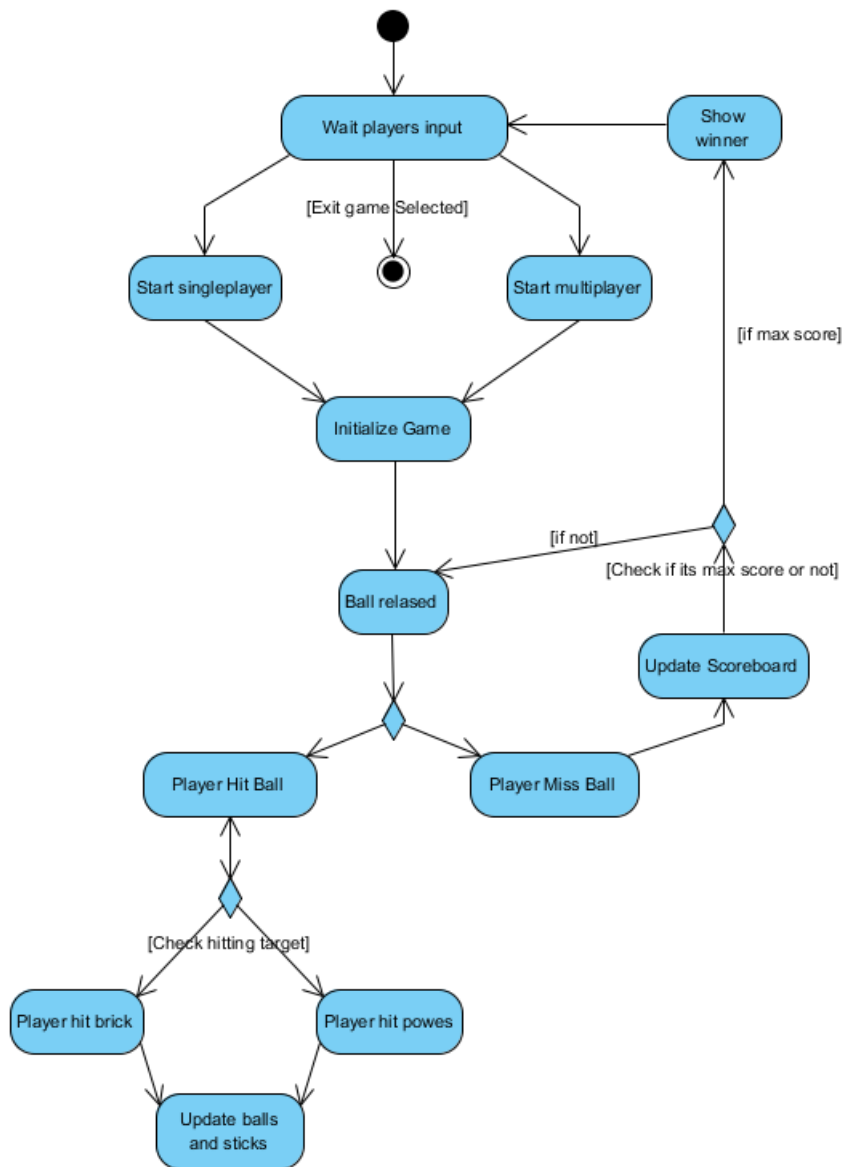 Wait players input
Show
winner
[Exit game Selected]
Start singleplayer
Start multiplayer
[if max score]
Initialize Game
[if not]
[Check if its max score or not]
Ball relased
Update Scoreboard
Player Hit Ball
Player Miss Ball
[Check hitting target]
Player hit brick
Player hit powes
Update balls
and sticks